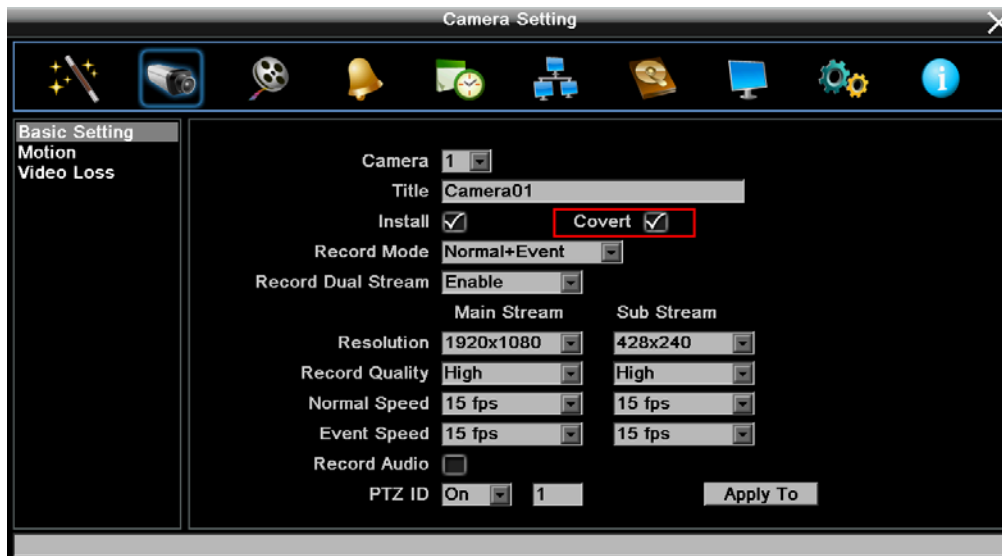 Camera Setting
Basic Setting
Motion
Video Loss
Camera 1
Title Camera01
Install Covert
Record Mode Normal+Event
Record Dual Stream Enable
Main Stream Sub Stream
Resolution 1920x1080 428x240
Record Quality High High
Normal Speed 15 fps 15 fps
Event Speed 15 fps 15 fps
Record Audio
PTZ ID On 1 Apply To